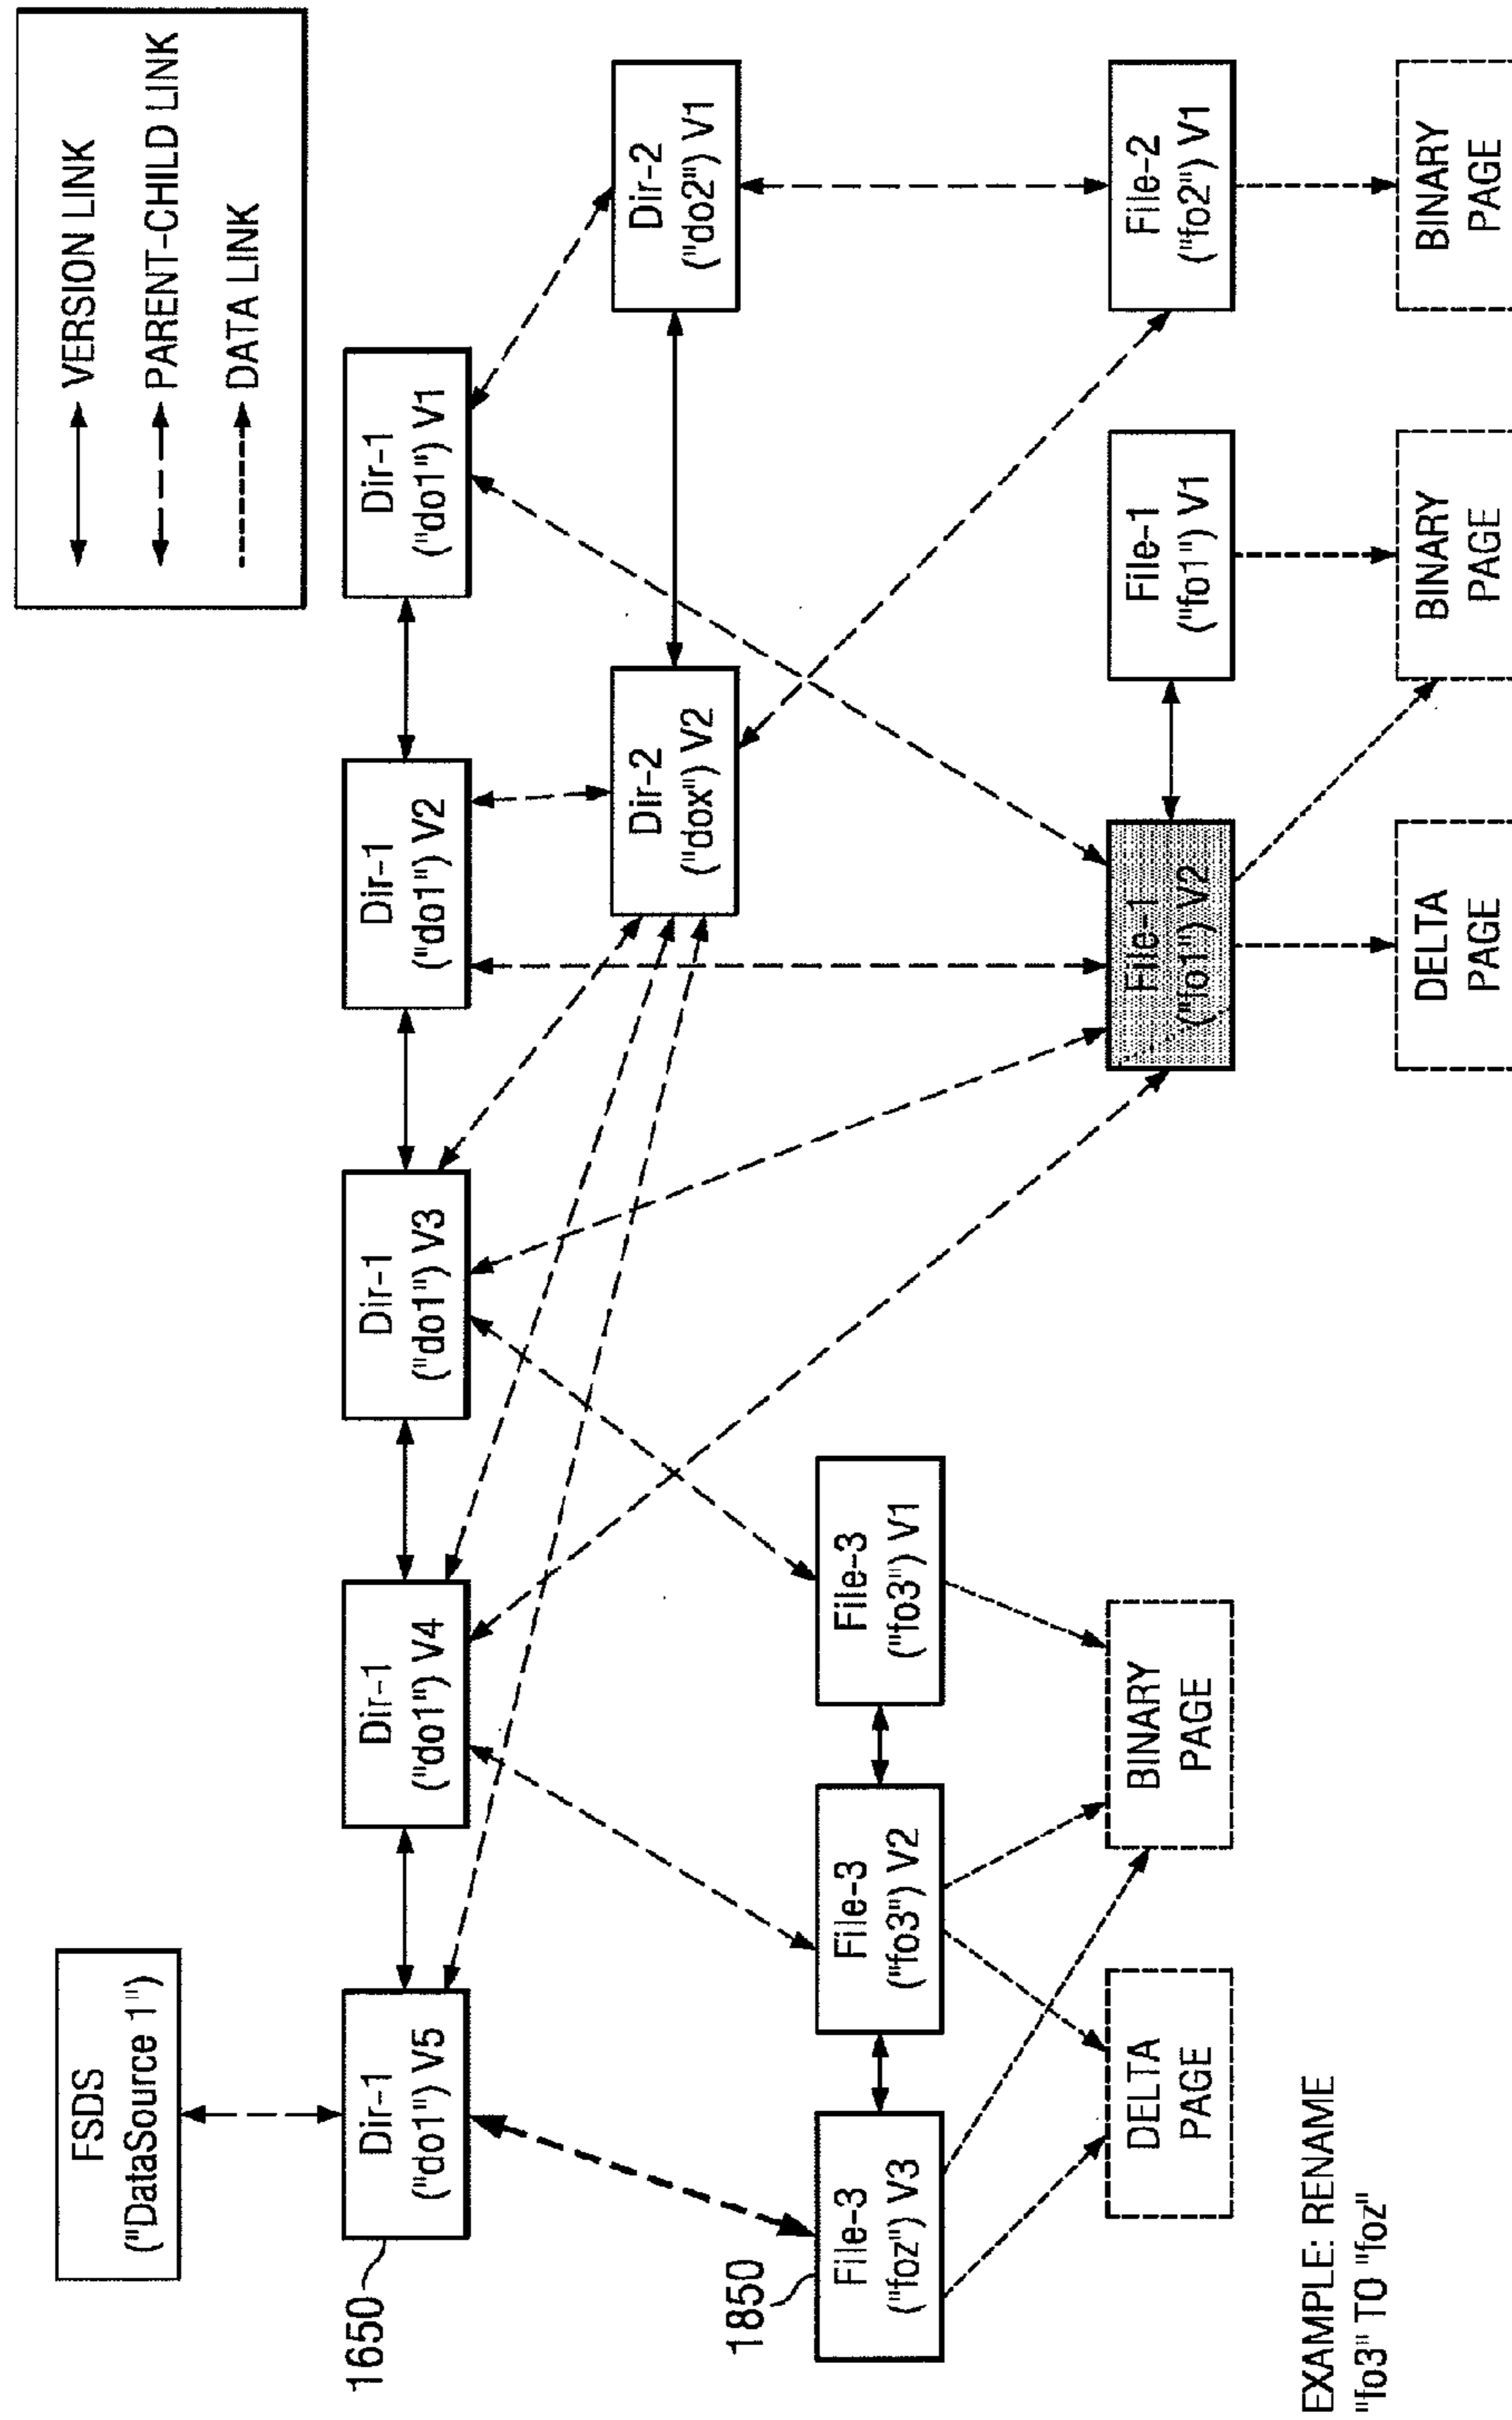 VERSION LINK
PARENT-CHILD LINK
DATA LINK
FSDS
("DataSource 1")
1650
Dir-1
("do1") V5
Dir-1
("do1") V4
Dir-1
("do1") V3
Dir-1
("do1") V2
Dir-1
("do1") V1
Dir-2
("dox") V2
Dir-2
("do2") V1
1850
File-3
("foz") V3
File-3
("fo3") V2
File-3
("fo3") V1
File-1
("fo1") V2
File-1
("fo1") V1
File-2
("fo2") V1
DELTA
PAGE
BINARY
PAGE
DELTA
PAGE
BINARY
PAGE
BINARY
PAGE
EXAMPLE: RENAME
"fo3" TO "foz"